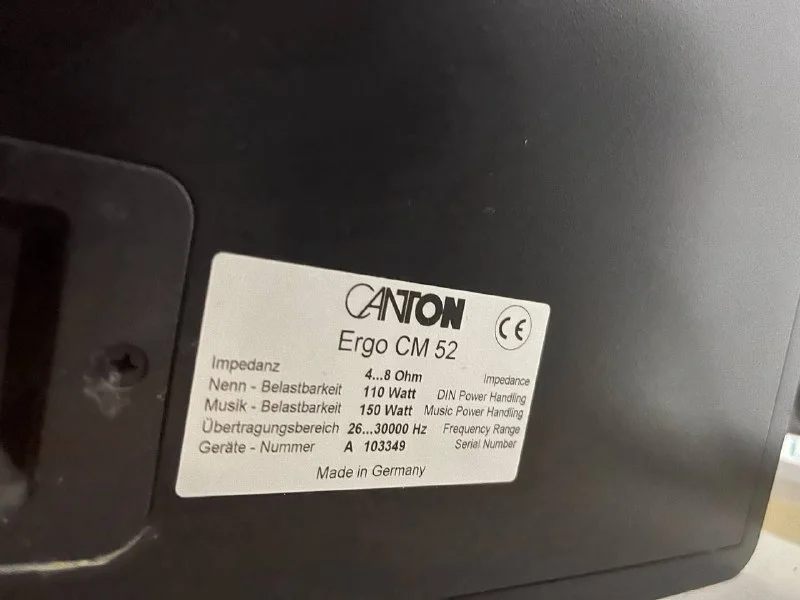 CANTON
CE
Ergo CM 52
Impedanz 4...8 Ohm Impedance
Nenn - Belastbarkeit 110 Watt DIN Power Handling
Musik - Belastbarkeit 150 Watt Music Power Handling
Übertragungsbereich 26...30000 Hz Frequency Range
Geräte - Nummer A 103349 Serial Number
Made in Germany